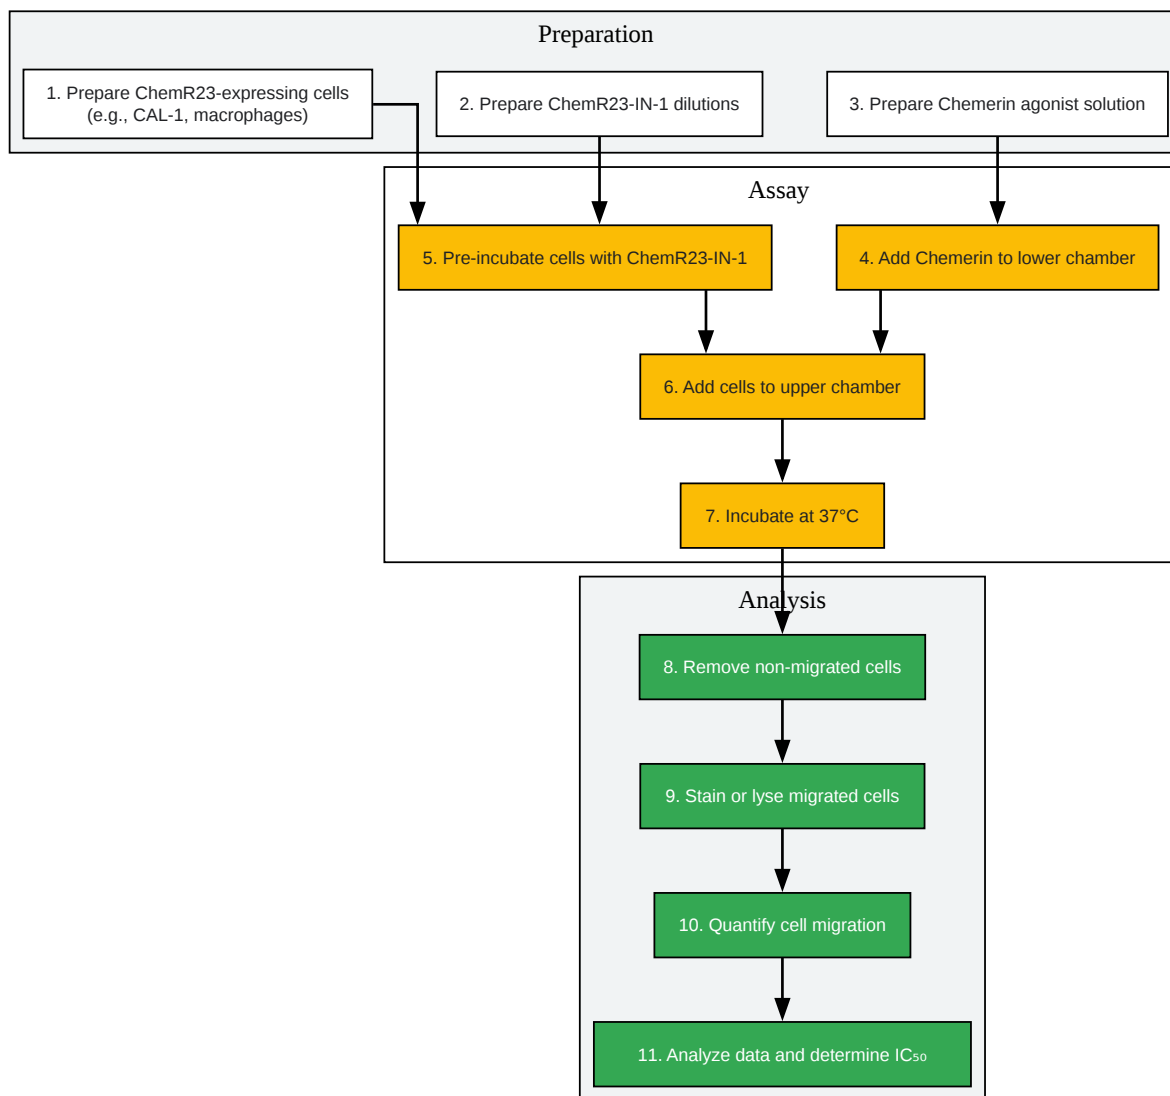 Preparation
1. Prepare ChemR23-expressing cells
(e.g., CAL-1, macrophages)
2. Prepare ChemR23-IN-1 dilutions
3. Prepare Chemerin agonist solution
Assay
5. Pre-incubate cells with ChemR23-IN-1
4. Add Chemerin to lower chamber
6. Add cells to upper chamber
7. Incubate at 37°C
Analysis
8. Remove non-migrated cells
9. Stain or lyse migrated cells
10. Quantify cell migration
11. Analyze data and determine IC₅₀